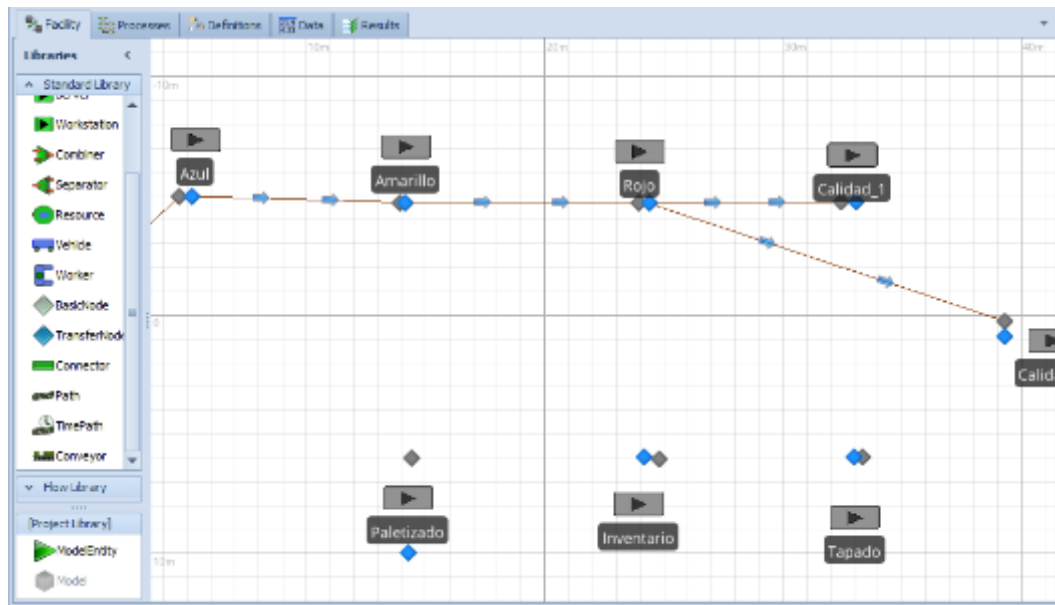 Facility Processes Definitions Data Results
Libraries
Standard Library
Server
Workstation
Combiner
Separator
Resource
Vehicle
Worker
BasicNode
TransferNode
Connector
Path
TimePath
Conveyor
Flow Library
[Project Library]
ModelEntity
Model
10m 20m 30m 40m
-10m
Azul
Amarillo
Rojo
Calidad_1
0
Calida
Paletizado
Inventario
Tapado
10m